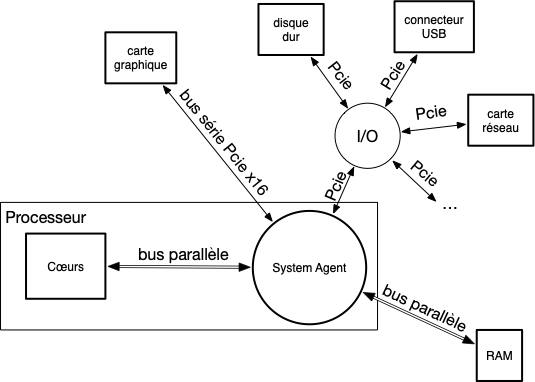 disque
dur
connecteur
USB
carte
graphique
Pcie
Pcie
bus série Pcie x16
Pcie
carte
réseau
I/O
Pcie
Pcie
...
Processeur
Cœurs
bus parallèle
System Agent
bus parallèle
RAM